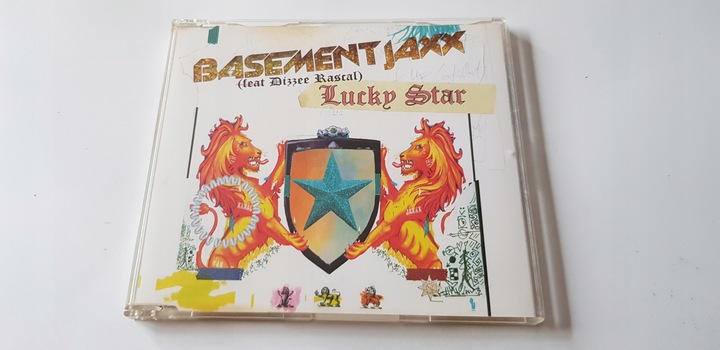 BASEMENT JAXX
(feat Dizzee Rascal)
Lucky Star